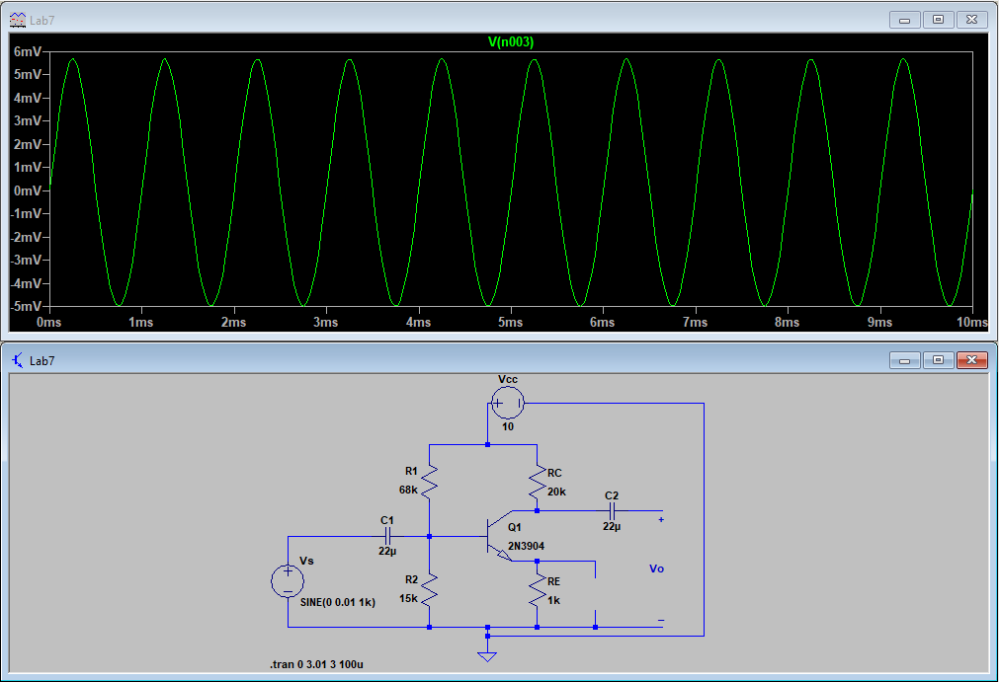 Lab7
V(n003)
6mV
5mV
4mV
3mV
2mV
1mV
0mV
-1mV
-2mV
-3mV
-4mV
-5mV
0ms 1ms 2ms 3ms 4ms 5ms 6ms 7ms 8ms 9ms 10ms
Lab7
Vcc
10
R1
68k
RC
20k
C2
22µ
+
C1
22µ
Q1
2N3904
Vs
SINE(0 0.01 1k)
R2
15k
RE
1k
Vo
−
.tran 0 3.01 3 100u